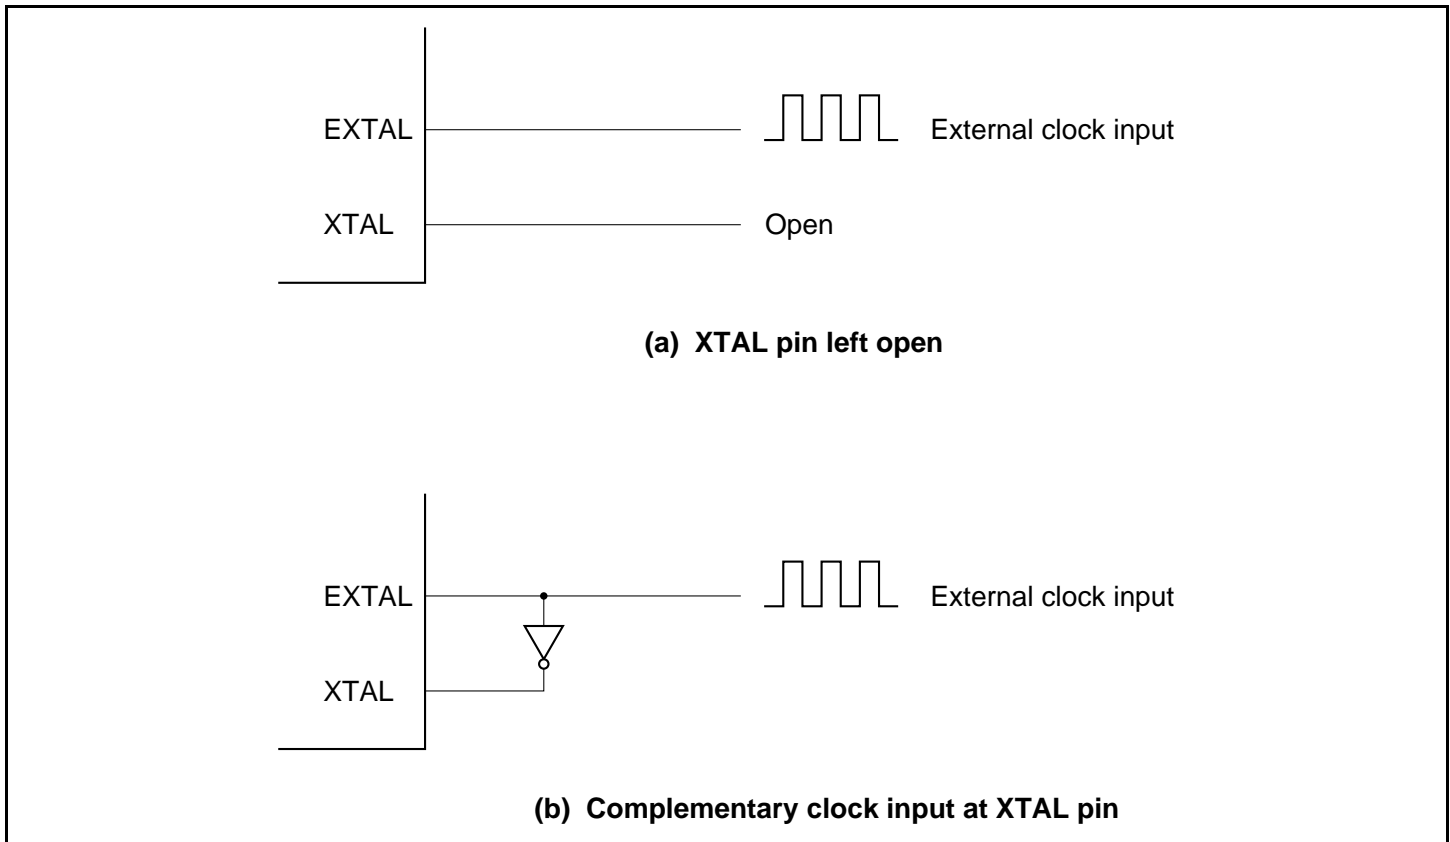 EXTAL External clock input
XTAL Open
(a) XTAL pin left open
EXTAL External clock input
XTAL
(b) Complementary clock input at XTAL pin